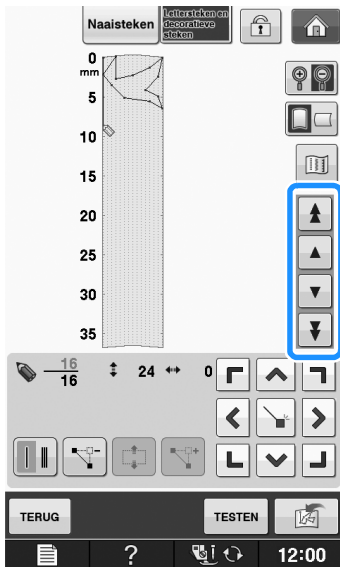 Naaisteken
Lettersteken en
decoratieve
steken
0
mm
5
10
15
20
25
30
35
16
16
24
0
TERUG
TESTEN
?
12:00